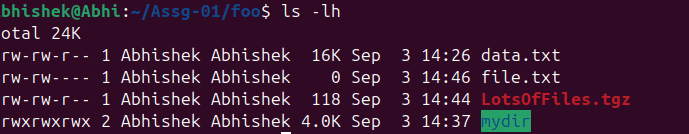 bhishek@Abhi:~/Assg-01/foo$ ls -lh
otal 24K
rw-rw-r-- 1 Abhishek Abhishek  16K Sep  3 14:26 data.txt
rw-rw---- 1 Abhishek Abhishek    0 Sep  3 14:46 file.txt
rw-rw-r-- 1 Abhishek Abhishek  118 Sep  3 14:44 LotsOfFiles.tgz
rwxrwxrwx 2 Abhishek Abhishek 4.0K Sep  3 14:37 mydir